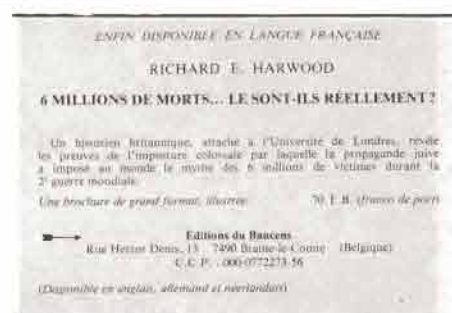 ENFIN DISPONIBLE EN LANGUE FRANÇAISE
RICHARD E. HARWOOD
6 MILLIONS DE MORTS... LE SONT-ILS RÉELLEMENT?
Un historien britannique, attaché à l'Université de Londres, révèle
les preuves de l'imposture colossale par laquelle la propagande juive
a imposé au monde le mythe des 6 millions de victimes durant la
2e guerre mondiale.
Une brochure de grand format, illustrée. 70 F.B. (franco de port)
Editions du Baucens
Rue Hector Denis, 13 7490 Braine-le-Comte (Belgique)
C.C.P. : 000-0772273-56
(Disponible en anglais, allemand et néerlandais)